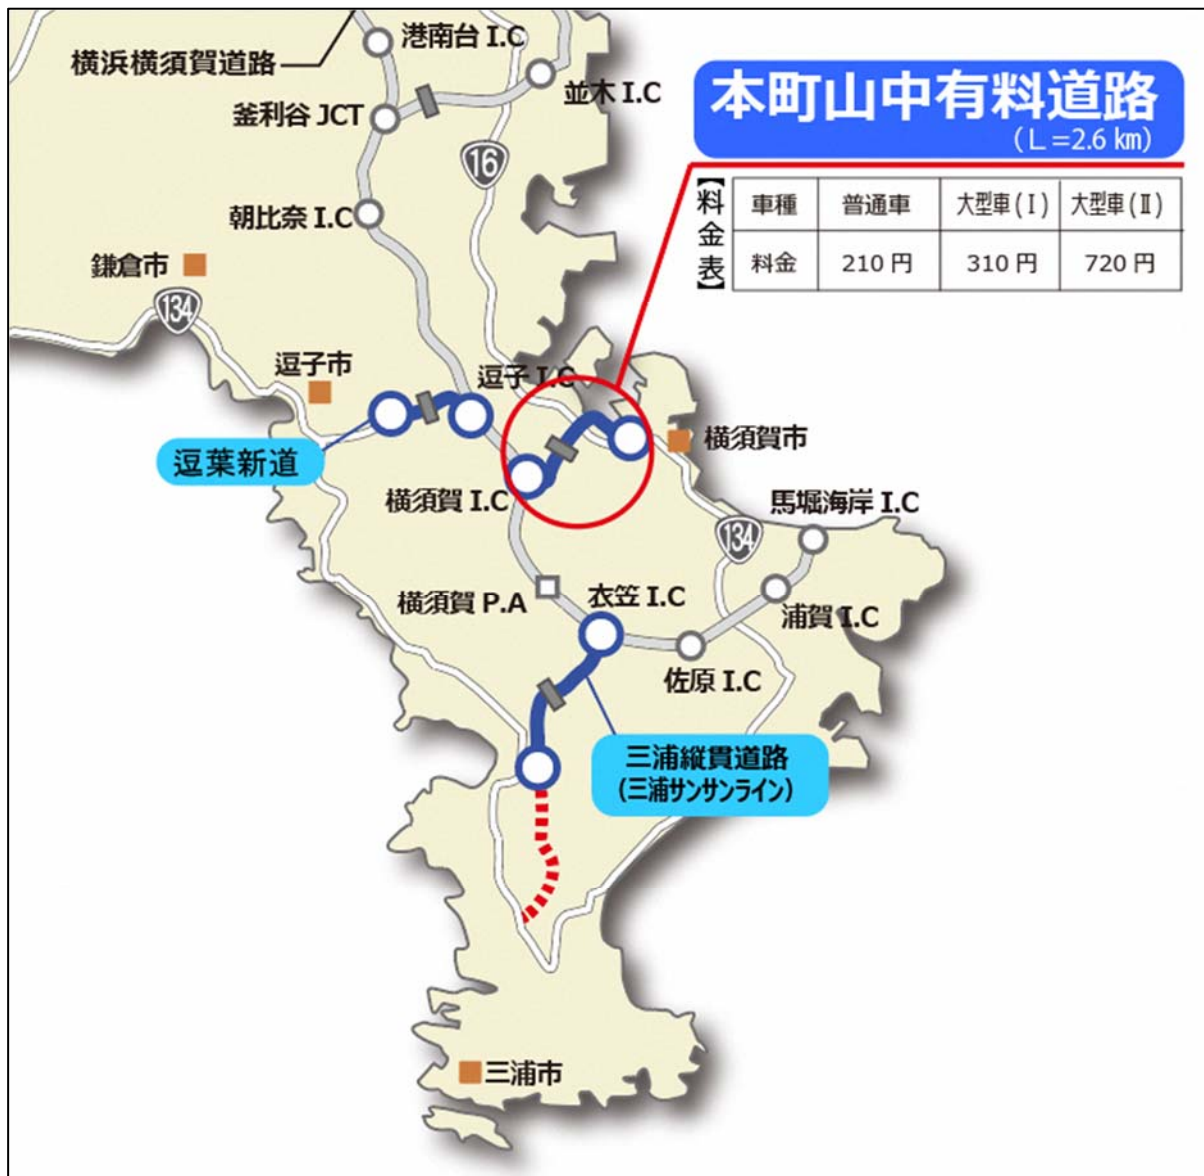 港南台 I.C
横浜横須賀道路
並木 I.C
釜利谷 JCT
本町山中有料道路
(L=2.6 km)
16
【料金表】
車種 普通車 大型車(Ⅰ) 大型車(Ⅱ)
料金 210 円 310 円 720 円
朝比奈 I.C
鎌倉市
134
逗子市
逗子 I.C
横須賀市
逗葉新道
横須賀 I.C
馬堀海岸 I.C
134
横須賀 P.A
衣笠 I.C
浦賀 I.C
佐原 I.C
三浦縦貫道路
(三浦サンサンライン)
三浦市